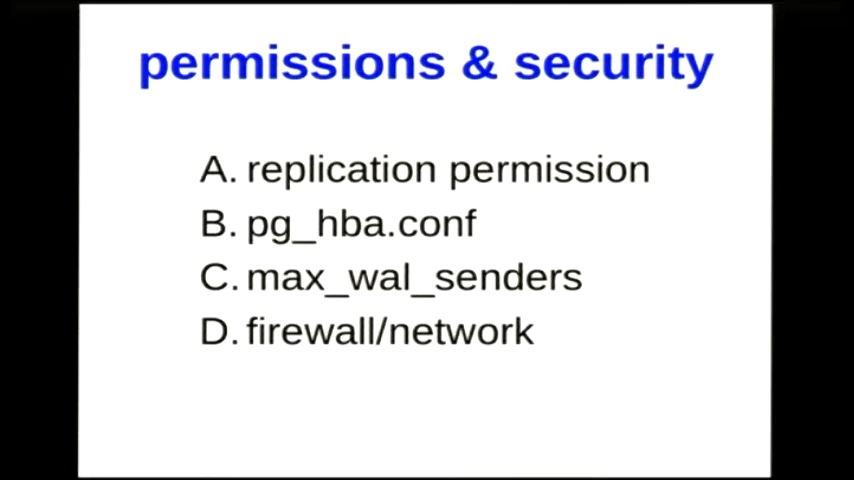 permissions & security
A. replication permission
B. pg_hba.conf
C. max_wal_senders
D. firewall/network